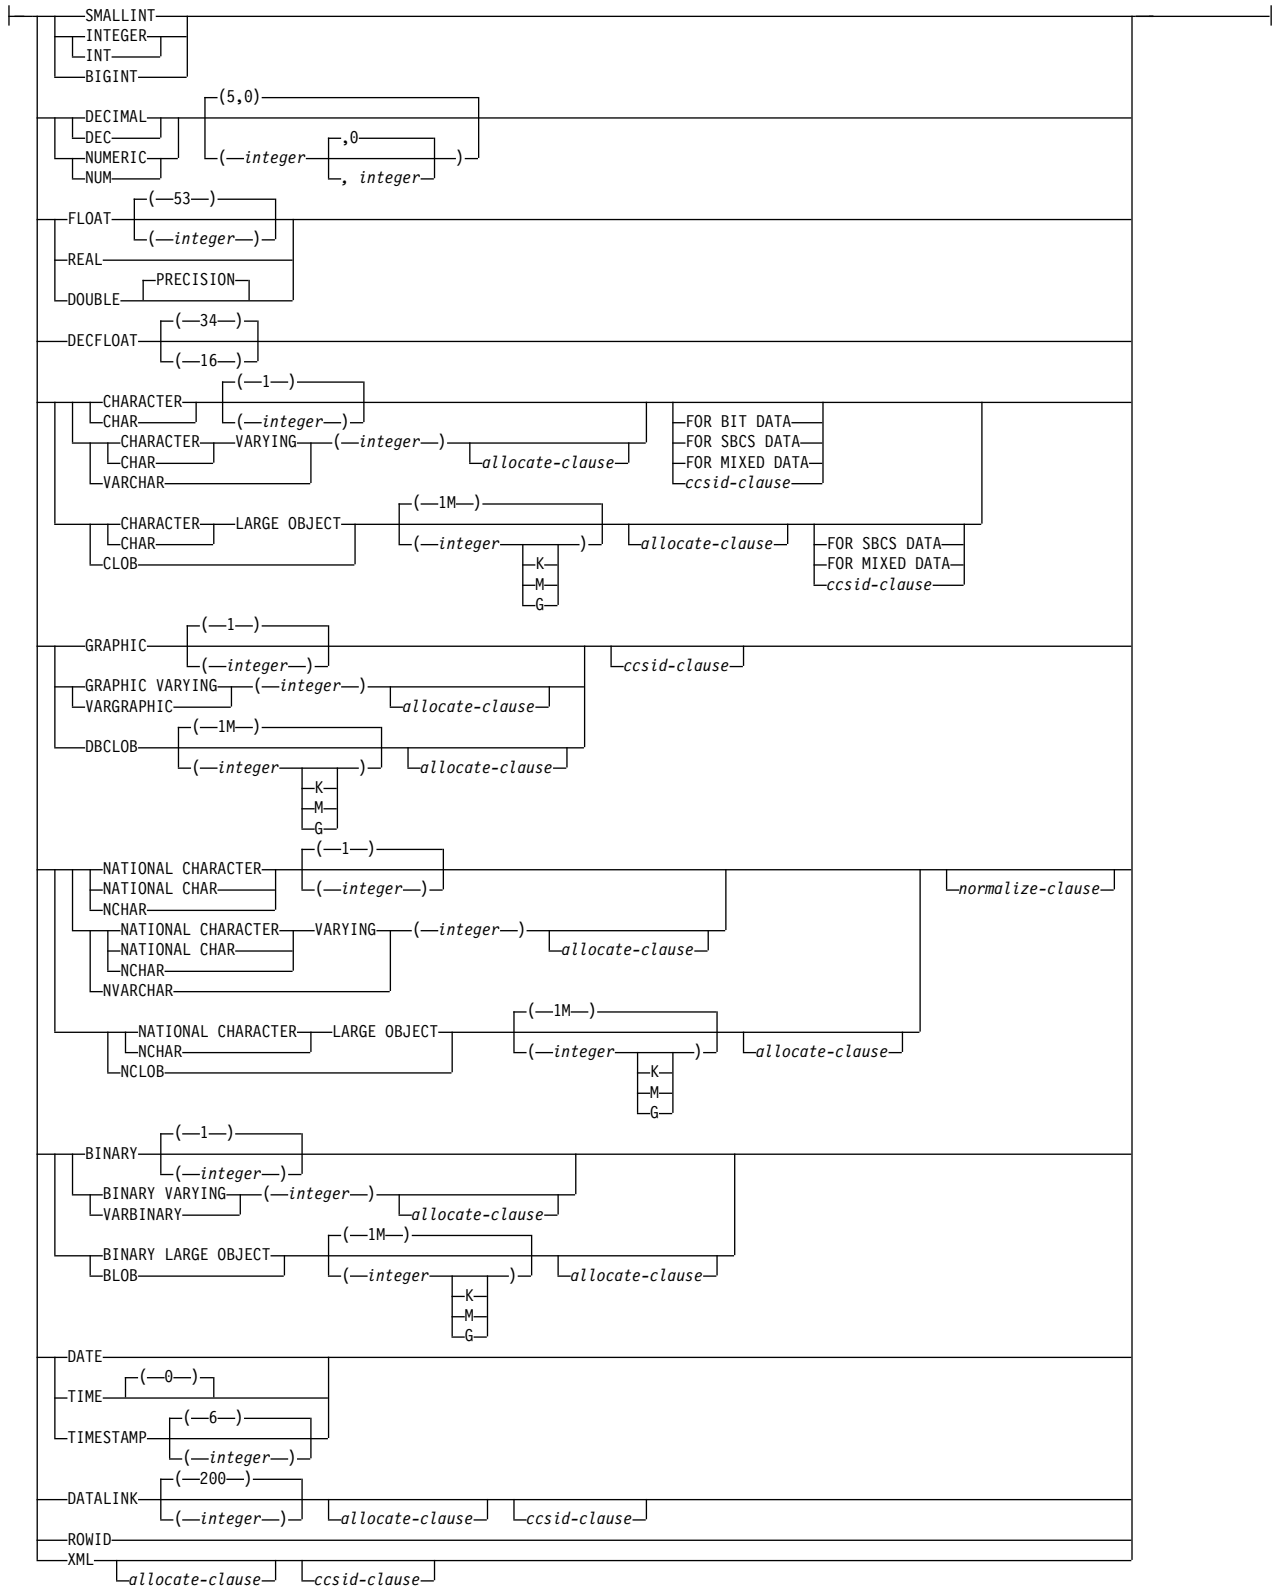 SMALLINT
INTEGER
INT
BIGINT
(5,0)
DECIMAL
DEC ,0
NUMERIC ( integer )
NUM , integer
( 53 )
FLOAT
( integer )
REAL
PRECISION
DOUBLE
( 34 )
DECFLOAT
( 16 )
( 1 )
CHARACTER
CHAR ( integer ) FOR BIT DATA
CHARACTER VARYING ( integer ) FOR SBCS DATA
CHAR allocate-clause FOR MIXED DATA
VARCHAR ccsid-clause
( 1M )
CHARACTER LARGE OBJECT
CHAR ( integer ) allocate-clause FOR SBCS DATA
CLOB K FOR MIXED DATA
M ccsid-clause
G
( 1 )
GRAPHIC
( integer ) ccsid-clause
GRAPHIC VARYING ( integer )
VARGRAPHIC allocate-clause
( 1M )
DBCLOB
( integer ) allocate-clause
K
M
G
( 1 )
NATIONAL CHARACTER
NATIONAL CHAR ( integer ) normalize-clause
NCHAR
NATIONAL CHARACTER VARYING ( integer )
NATIONAL CHAR allocate-clause
NCHAR
NVARCHAR
( 1M )
NATIONAL CHARACTER LARGE OBJECT
NCHAR ( integer ) allocate-clause
NCLOB K
M
G
( 1 )
BINARY
( integer )
BINARY VARYING ( integer )
VARBINARY allocate-clause
( 1M )
BINARY LARGE OBJECT
BLOB ( integer ) allocate-clause
K
M
G
DATE
( 0 )
TIME
( 6 )
TIMESTAMP
( integer )
( 200 )
DATALINK
( integer ) allocate-clause ccsid-clause
ROWID
XML
allocate-clause ccsid-clause